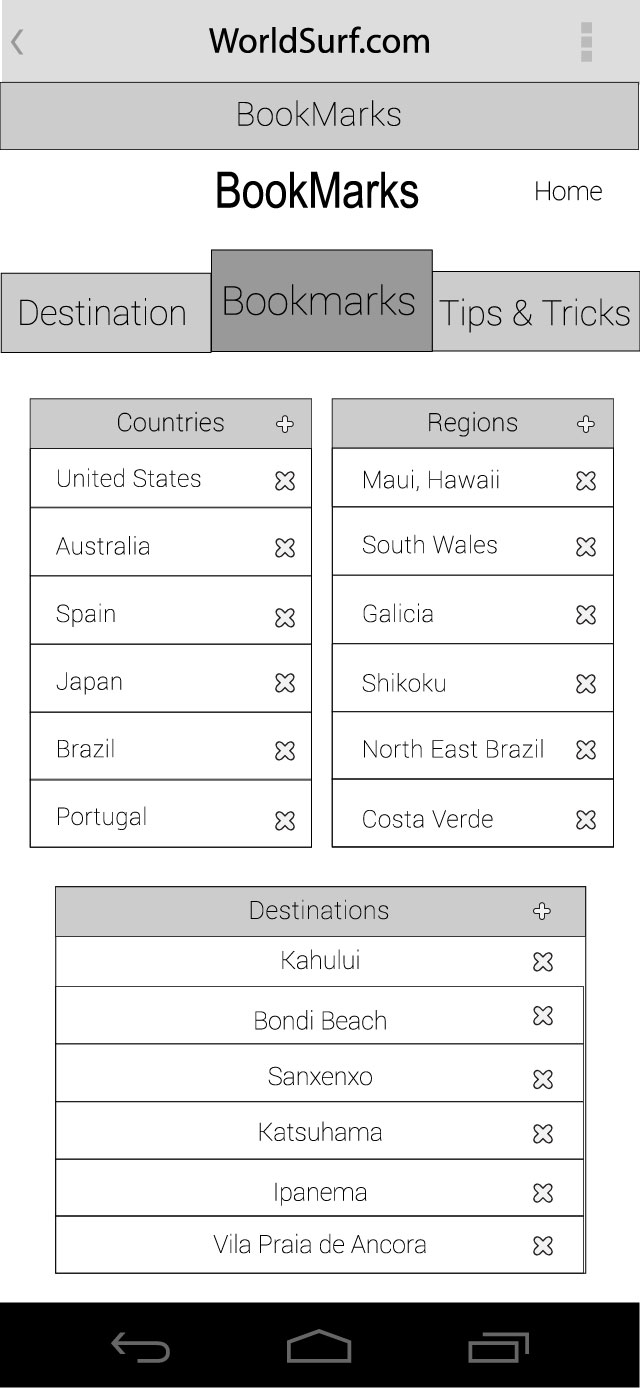 WorldSurf.com
BookMarks
BookMarks
Home
Destination
Bookmarks
Tips & Tricks
Countries
United States
Australia
Spain
Japan
Brazil
Portugal
Regions
Maui, Hawaii
South Wales
Galicia
Shikoku
North East Brazil
Costa Verde
Destinations
Kahului
Bondi Beach
Sanxenxo
Katsuhama
Ipanema
Vila Praia de Ancora